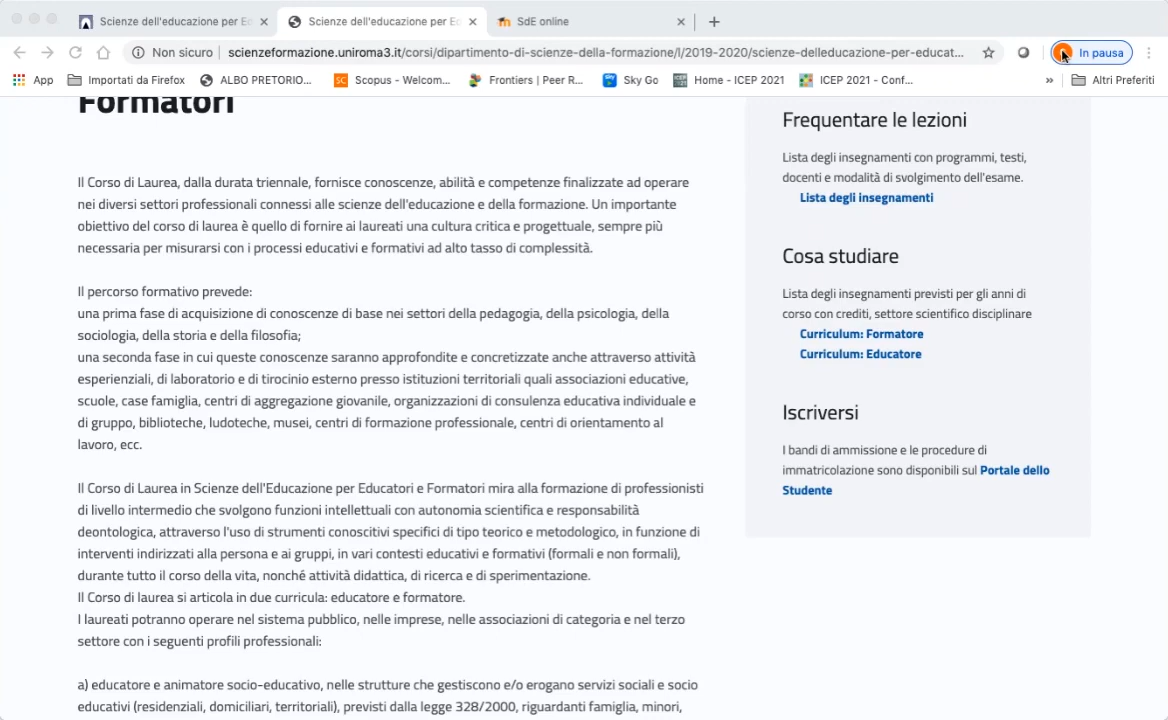 Scienze dell'educazione per E
Scienze dell'educazione per E
SdE online
Non sicuro
scienzeformazione.uniroma3.it/corsi/dipartimento-di-scienze-della-formazione/l/2019-2020/scienze-delleducazione-per-educat...
In pausa
App
Importati da Firefox
ALBO PRETORIO...
Scopus - Welcom...
Frontiers | Peer R...
Sky Go
Home - ICEP 2021
ICEP 2021 - Conf...
»
Altri Preferiti
Formatori
Il Corso di Laurea, dalla durata triennale, fornisce conoscenze, abilità e competenze finalizzate ad operare
nei diversi settori professionali connessi alle scienze dell'educazione e della formazione. Un importante
obiettivo del corso di laurea è quello di fornire ai laureati una cultura critica e progettuale, sempre più
necessaria per misurarsi con i processi educativi e formativi ad alto tasso di complessità.
Il percorso formativo prevede:
una prima fase di acquisizione di conoscenze di base nei settori della pedagogia, della psicologia, della
sociologia, della storia e della filosofia;
una seconda fase in cui queste conoscenze saranno approfondite e concretizzate anche attraverso attività
esperienziali, di laboratorio e di tirocinio esterno presso istituzioni territoriali quali associazioni educative,
scuole, case famiglia, centri di aggregazione giovanile, organizzazioni di consulenza educativa individuale e
di gruppo, biblioteche, ludoteche, musei, centri di formazione professionale, centri di orientamento al
lavoro, ecc.
Il Corso di Laurea in Scienze dell'Educazione per Educatori e Formatori mira alla formazione di professionisti
di livello intermedio che svolgono funzioni intellettuali con autonomia scientifica e responsabilità
deontologica, attraverso l'uso di strumenti conoscitivi specifici di tipo teorico e metodologico, in funzione di
interventi indirizzati alla persona e ai gruppi, in vari contesti educativi e formativi (formali e non formali),
durante tutto il corso della vita, nonché attività didattica, di ricerca e di sperimentazione.
Il Corso di laurea si articola in due curricula: educatore e formatore.
I laureati potranno operare nel sistema pubblico, nelle imprese, nelle associazioni di categoria e nel terzo
settore con i seguenti profili professionali:
a) educatore e animatore socio-educativo, nelle strutture che gestiscono e/o erogano servizi sociali e socio
educativi (residenziali, domiciliari, territoriali), previsti dalla legge 328/2000, riguardanti famiglia, minori,
Frequentare le lezioni
Lista degli insegnamenti con programmi, testi,
docenti e modalità di svolgimento dell'esame.
Lista degli insegnamenti
Cosa studiare
Lista degli insegnamenti previsti per gli anni di
corso con crediti, settore scientifico disciplinare
Curriculum: Formatore
Curriculum: Educatore
Iscriversi
I bandi di ammissione e le procedure di
immatricolazione sono disponibili sul Portale dello
Studente